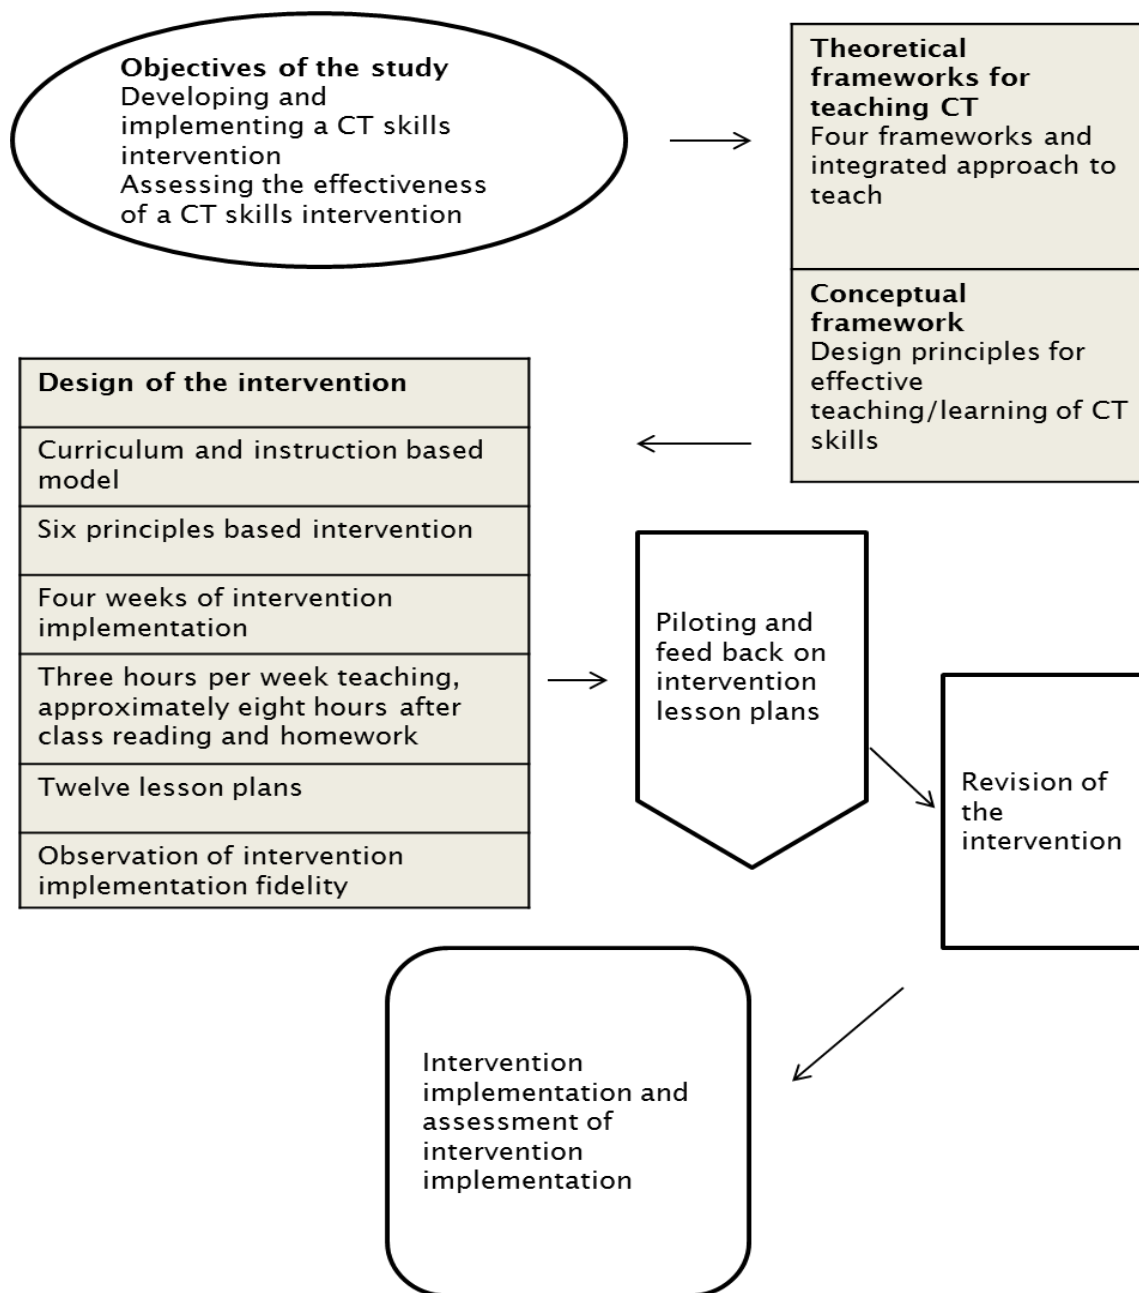 Objectives of the study
Developing and
implementing a CT skills
intervention
Assessing the effectiveness
of a CT skills intervention
Theoretical
frameworks for
teaching CT
Four frameworks and
integrated approach to
teach
Conceptual
framework
Design principles for
effective
teaching/learning of CT
skills
Design of the intervention
Curriculum and instruction based
model
Six principles based intervention
Four weeks of intervention
implementation
Three hours per week teaching,
approximately eight hours after
class reading and homework
Twelve lesson plans
Observation of intervention
implementation fidelity
Piloting and
feed back on
intervention
lesson plans
Revision of
the
intervention
Intervention
implementation and
assessment of
intervention
implementation